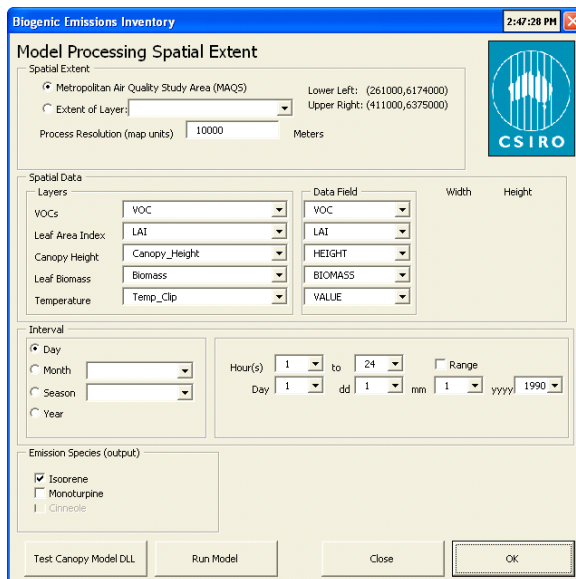 Biogenic Emissions Inventory 2:47:28 PM
Model Processing Spatial Extent
Spatial Extent
Metropolitan Air Quality Study Area (MAQS) Lower Left: (261000,6174000)
Extent of Layer: Upper Right: (411000,6375000)
Process Resolution (map units) 10000 Meters
CSIRO
Spatial Data
Layers Data Field Width Height
VOCs VOC VOC
Leaf Area Index LAI LAI
Canopy Height Canopy_Height HEIGHT
Leaf Biomass Biomass BIOMASS
Temperature Temp_Clip VALUE
Interval
Day
Month
Season
Year
Hour(s) 1 to 24 Range
Day 1 dd 1 mm 1 yyyy 1990
Emission Species (output)
Isoprene
Monoturpine
Cinneole
Test Canopy Model DLL Run Model Close OK